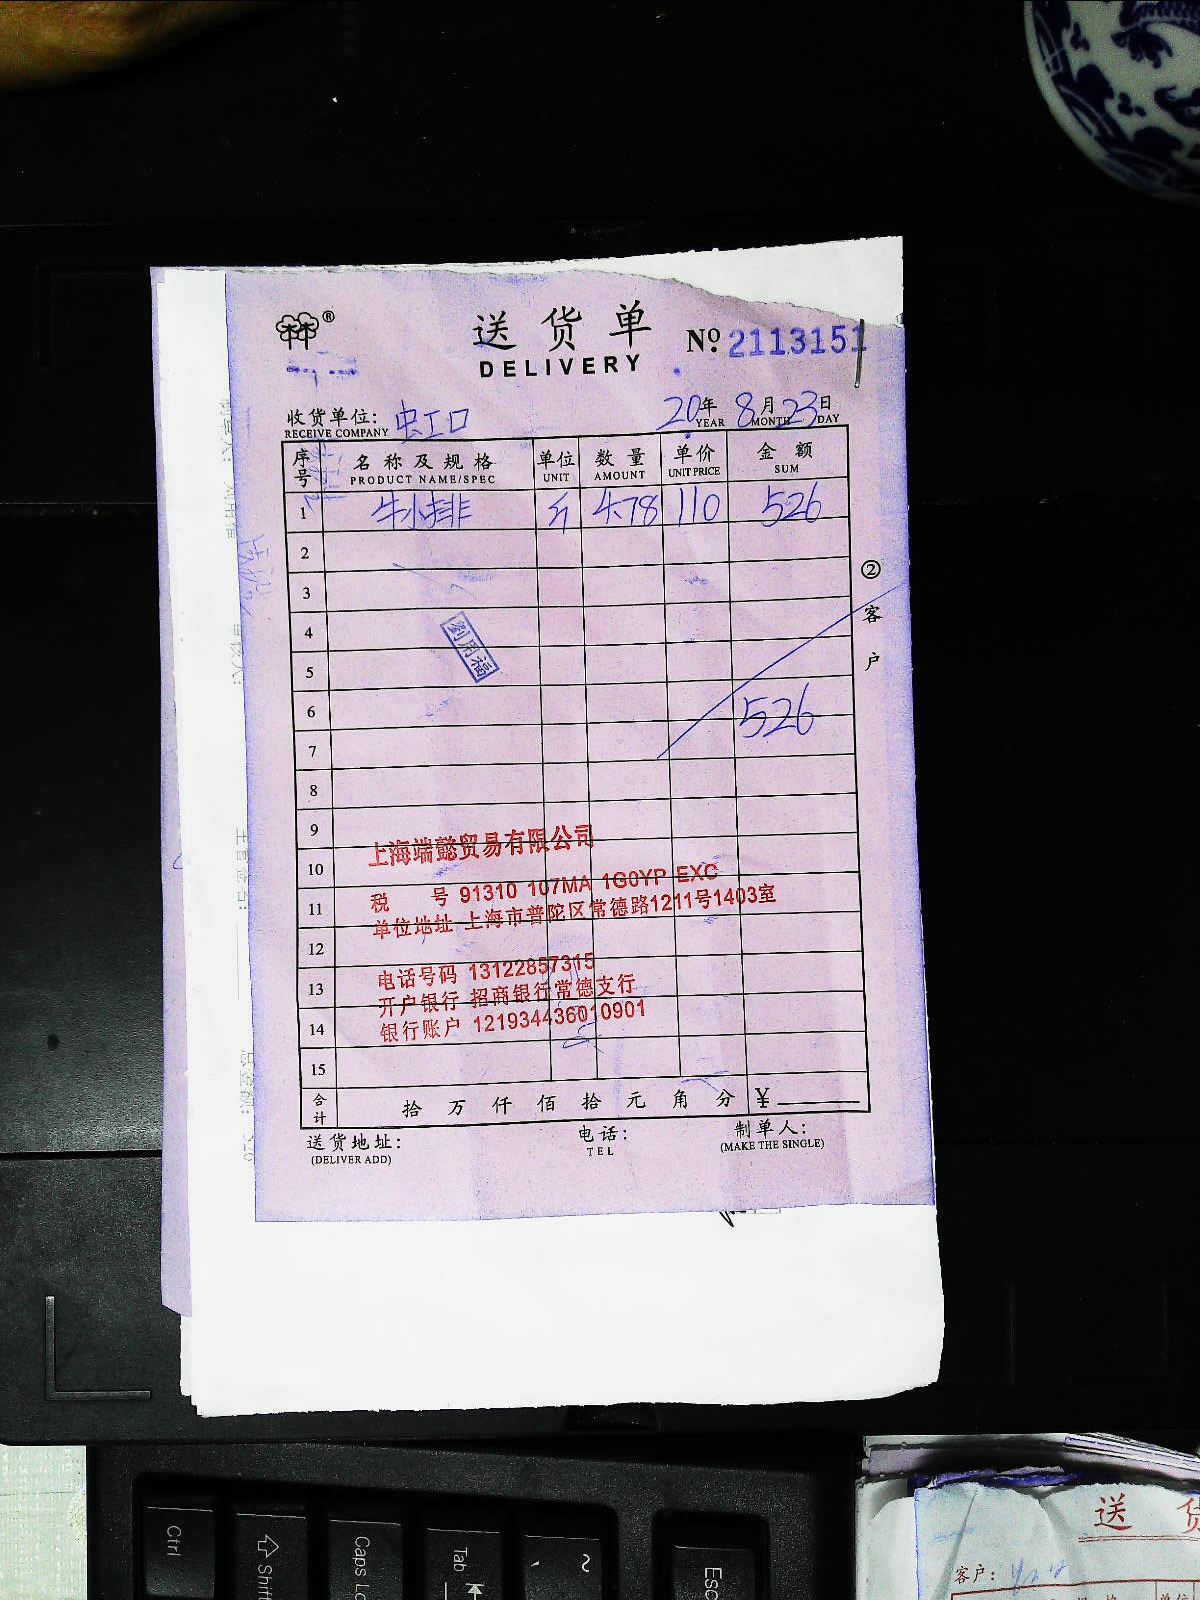 ®
送货单
DELIVERY
No. 2113151
收货单位: 虹口
RECEIVE COMPANY
20年 8月 23日
YEAR MONTH DAY
序号 名称及规格 单位 数量 单价 金额
PRODUCT NAME/SPEC UNIT AMOUNT UNIT PRICE SUM
1 牛小排 斤 4.78 110 526
2
3
4
5
6
7
8
9
10
11
12
13
14
15
②客户
劉用福
526
上海端懿贸易有限公司
税 号 91310 107MA 1G0YP EXC
单位地址 上海市普陀区常德路1211号1403室
电话号码 13122857315
开户银行 招商银行常德支行
银行账户 121934436010901
合计 拾 万 仟 佰 拾 元 角 分 ¥
送货地址: 电话: 制单人:
(DELIVER ADD) TEL (MAKE THE SINGLE)
Ctrl
Shift
Caps Lo
Tab
~
Esc
送 货
客户: